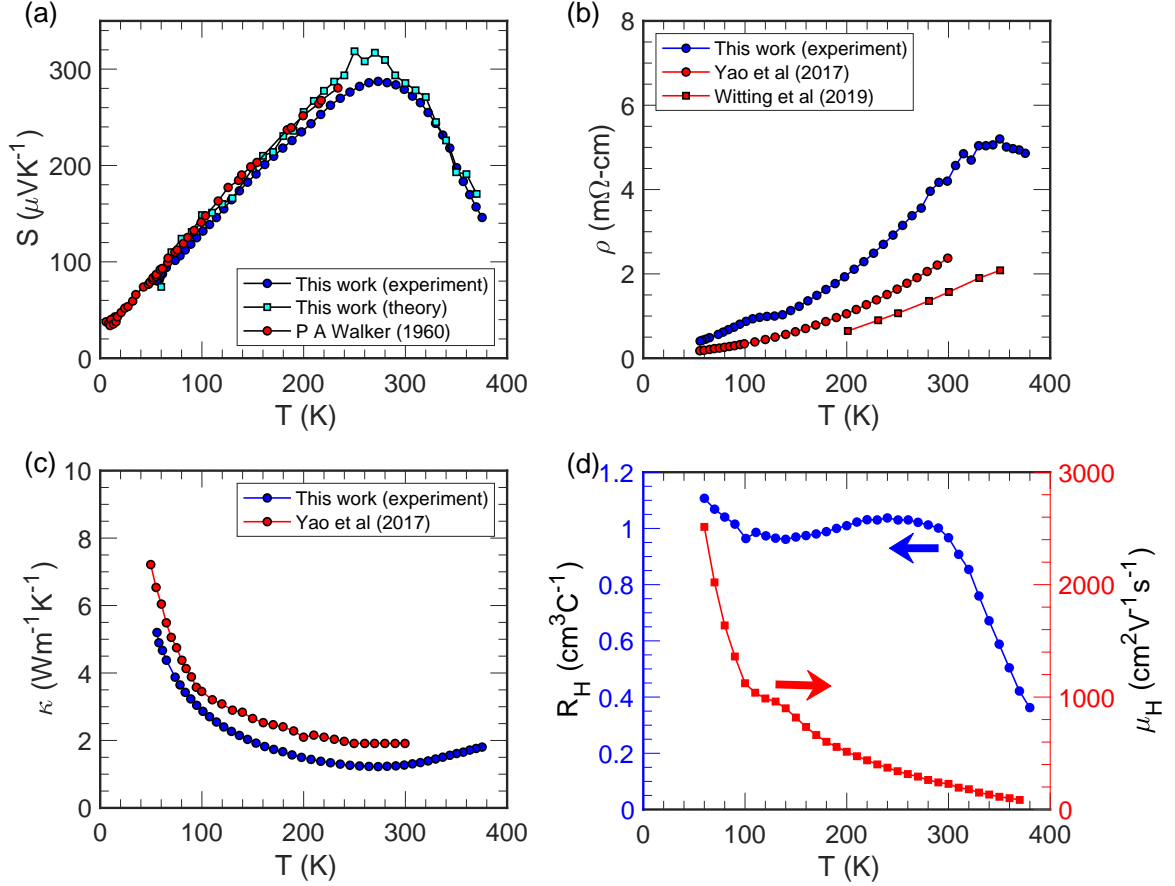 (a)
S (μVK⁻¹)
300
200
100
0
0 100 200 300 400
T (K)
This work (experiment)
This work (theory)
P A Walker (1960)
(b)
ρ (mΩ-cm)
8
6
4
2
0
0 100 200 300 400
T (K)
This work (experiment)
Yao et al (2017)
Witting et al (2019)
(c)
κ (Wm⁻¹K⁻¹)
10
8
6
4
2
0
0 100 200 300 400
T (K)
This work (experiment)
Yao et al (2017)
(d)
R_H (cm³C⁻¹)
1.2
1
0.8
0.6
0.4
0.2
0
0 100 200 300 400
T (K)
3000
2000
1000
0
μ_H (cm²V⁻¹s⁻¹)